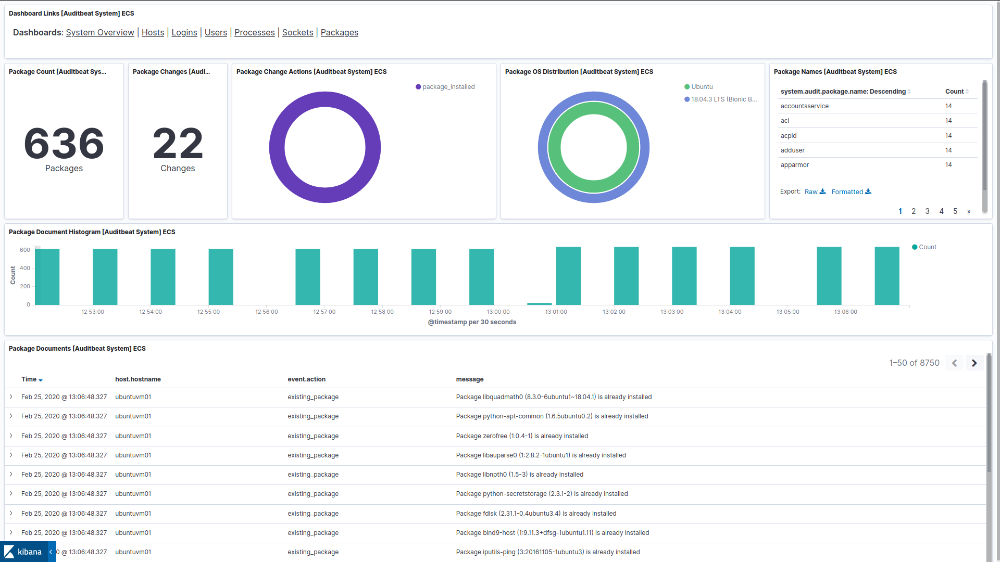 Dashboard Links [Auditbeat System] ECS
Dashboards: System Overview | Hosts | Logins | Users | Processes | Sockets | Packages
Package Count [Auditbeat Sys...
636
Packages
Package Changes [Audi...
22
Changes
Package Change Actions [Auditbeat System] ECS
package_installed
Package OS Distribution [Auditbeat System] ECS
Ubuntu
18.04.3 LTS (Bionic B...
Package Names [Auditbeat System] ECS
system.audit.package.name: Descending Count
accountsservice 14
acl 14
acpid 14
adduser 14
apparmor 14
Export: Raw Formatted
1 2 3 4 5 »
Package Document Histogram [Auditbeat System] ECS
Count
600
400
200
0
Count
12:53:00 12:54:00 12:55:00 12:56:00 12:57:00 12:58:00 12:59:00 13:00:00 13:01:00 13:02:00 13:03:00 13:04:00 13:05:00 13:06:00
@timestamp per 30 seconds
Package Documents [Auditbeat System] ECS
1–50 of 8750
Time host.hostname event.action message
Feb 25, 2020 @ 13:06:48.327 ubuntuvm01 existing_package Package libquadmath0 (8.3.0-6ubuntu1~18.04.1) is already installed
Feb 25, 2020 @ 13:06:48.327 ubuntuvm01 existing_package Package python-apt-common (1.6.5ubuntu0.2) is already installed
Feb 25, 2020 @ 13:06:48.327 ubuntuvm01 existing_package Package zerofree (1.0.4-1) is already installed
Feb 25, 2020 @ 13:06:48.327 ubuntuvm01 existing_package Package libauparse0 (1:2.8.2-1ubuntu1) is already installed
Feb 25, 2020 @ 13:06:48.327 ubuntuvm01 existing_package Package libnpth0 (1.5-3) is already installed
Feb 25, 2020 @ 13:06:48.327 ubuntuvm01 existing_package Package python-secretstorage (2.3.1-2) is already installed
Feb 25, 2020 @ 13:06:48.327 ubuntuvm01 existing_package Package fdisk (2.31.1-0.4ubuntu3.4) is already installed
Feb 25, 2020 @ 13:06:48.327 ubuntuvm01 existing_package Package bind9-host (1:9.11.3+dfsg-1ubuntu1.11) is already installed
0 @ 13:06:48.327 ubuntuvm01 existing_package Package iputils-ping (3:20161105-1ubuntu3) is already installed
kibana